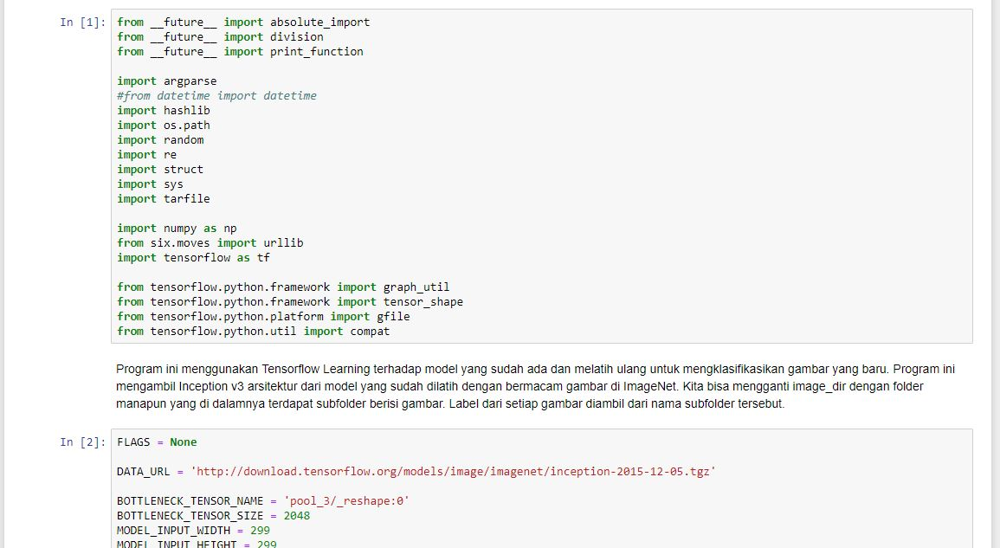 In [1]: from __future__ import absolute_import
from __future__ import division
from __future__ import print_function
import argparse
#from datetime import datetime
import hashlib
import os.path
import random
import re
import struct
import sys
import tarfile
import numpy as np
from six.moves import urllib
import tensorflow as tf
from tensorflow.python.framework import graph_util
from tensorflow.python.framework import tensor_shape
from tensorflow.python.platform import gfile
from tensorflow.python.util import compat
Program ini menggunakan Tensorflow Learning terhadap model yang sudah ada dan melatih ulang untuk mengklasifikasikan gambar yang baru. Program ini
mengambil Inception v3 arsitektur dari model yang sudah dilatih dengan bermacam gambar di ImageNet. Kita bisa mengganti image_dir dengan folder
manapun yang di dalamnya terdapat subfolder berisi gambar. Label dari setiap gambar diambil dari nama subfolder tersebut.
In [2]: FLAGS = None
DATA_URL = 'http://download.tensorflow.org/models/image/imagenet/inception-2015-12-05.tgz'
BOTTLENECK_TENSOR_NAME = 'pool_3/_reshape:0'
BOTTLENECK_TENSOR_SIZE = 2048
MODEL_INPUT_WIDTH = 299
MODEL_INPUT_HEIGHT = 299